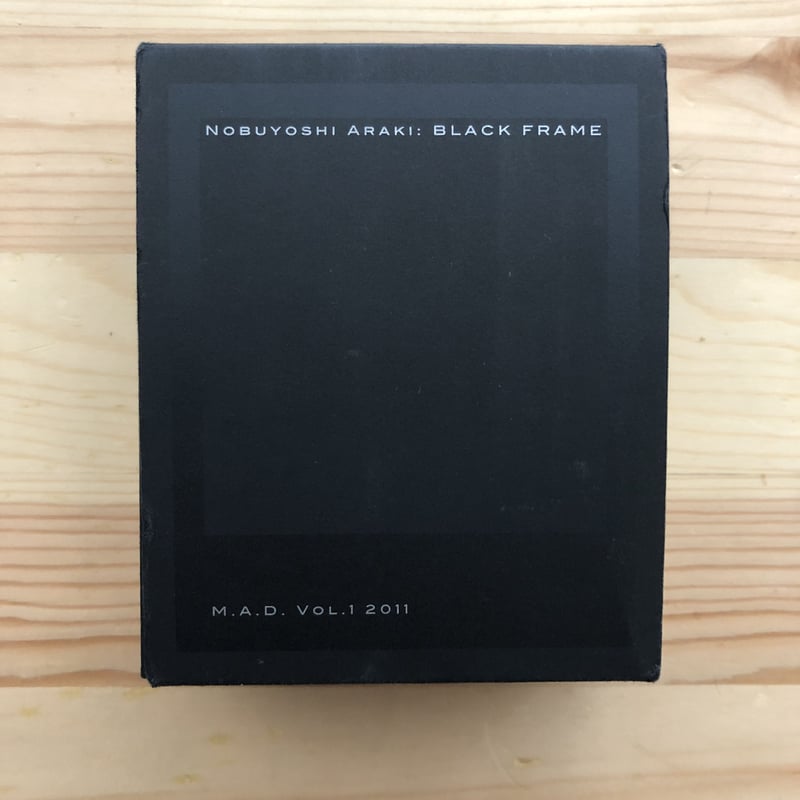 Nobuyoshi Araki: BLACK FRAME
M.A.D. Vol.1 2011